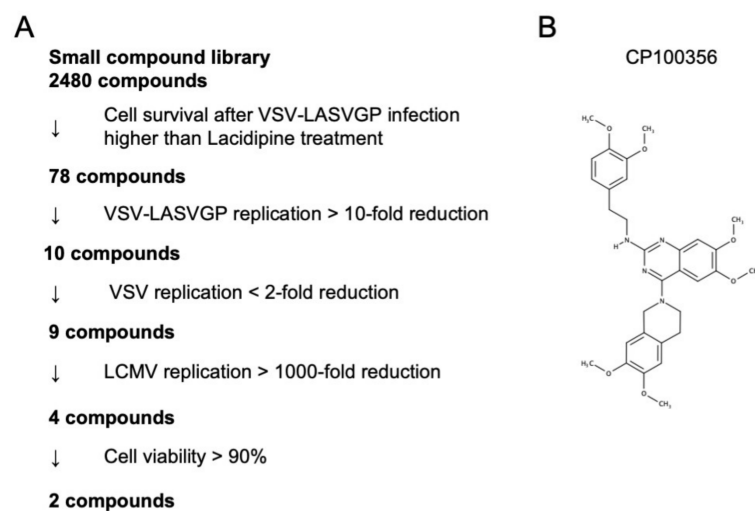 A
Small compound library
2480 compounds
↓ Cell survival after VSV-LASVGP infection
higher than Lacidipine treatment
78 compounds
↓ VSV-LASVGP replication > 10-fold reduction
10 compounds
↓ VSV replication < 2-fold reduction
9 compounds
↓ LCMV replication > 1000-fold reduction
4 compounds
↓ Cell viability > 90%
2 compounds
B
CP100356
H₃C
O
CH₃
O
N
H
N
N
CH₃
O
O
N
H₃C
O
O
CH₃